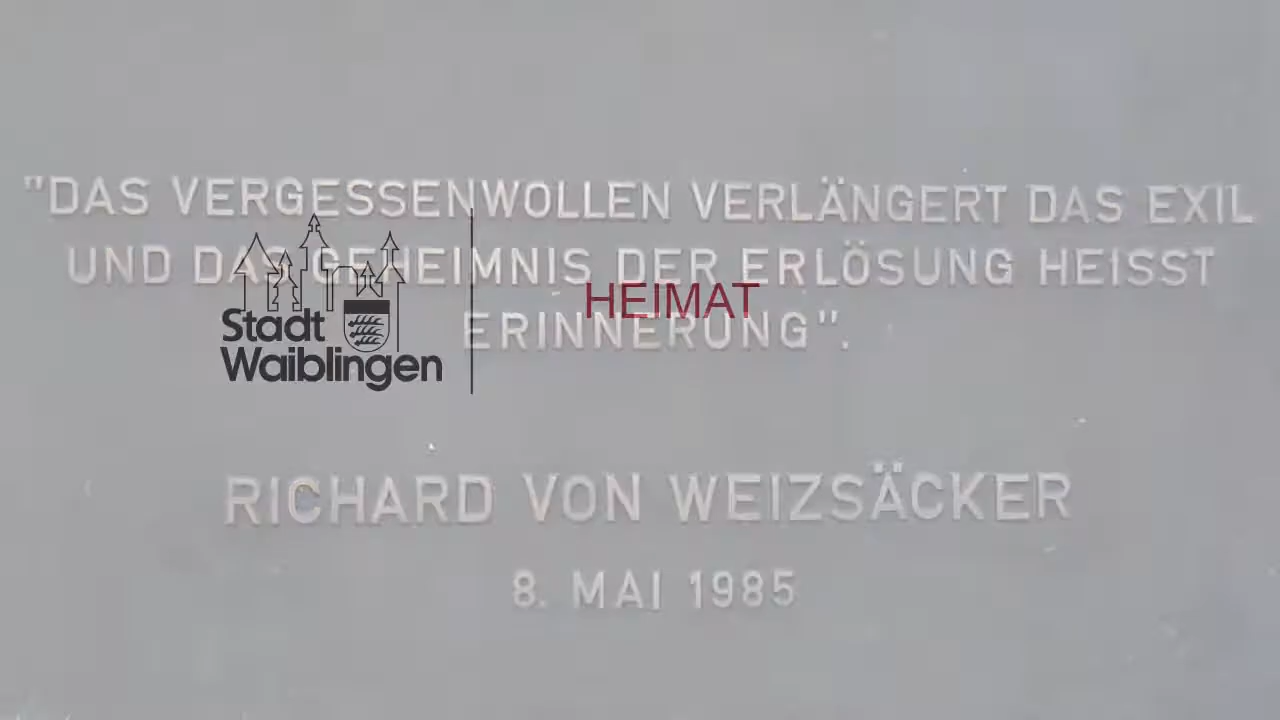 "DAS VERGESSENWOLLEN VERLÄNGERT DAS EXIL
UND DAS GEHEIMNIS DER ERLÖSUNG HEISST
HEIMAT
ERINNERUNG".
Stadt
Waiblingen
RICHARD VON WEIZSÄCKER
8. MAI 1985